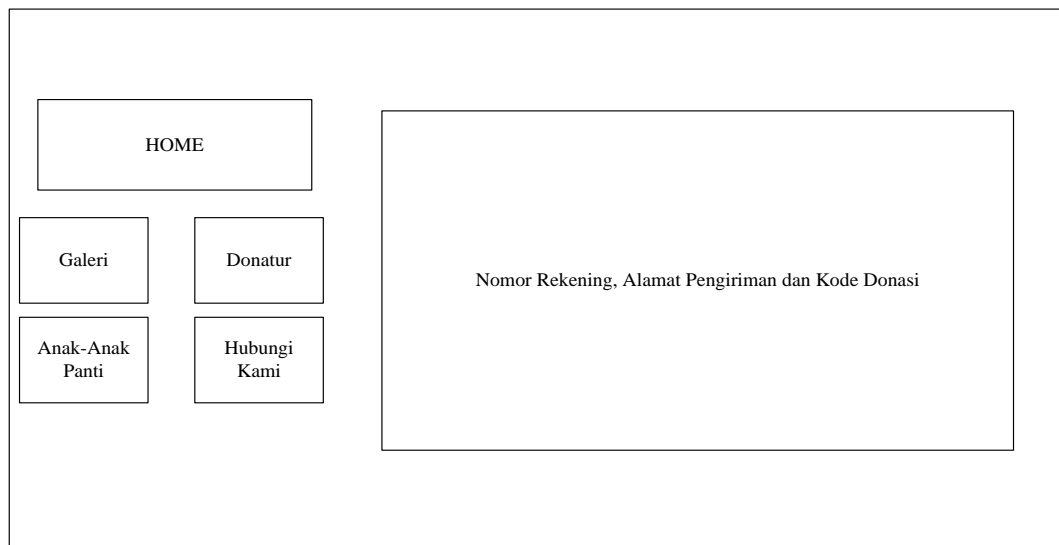 HOME
Galeri
Donatur
Anak-Anak
Panti
Hubungi
Kami
Nomor Rekening, Alamat Pengiriman dan Kode Donasi